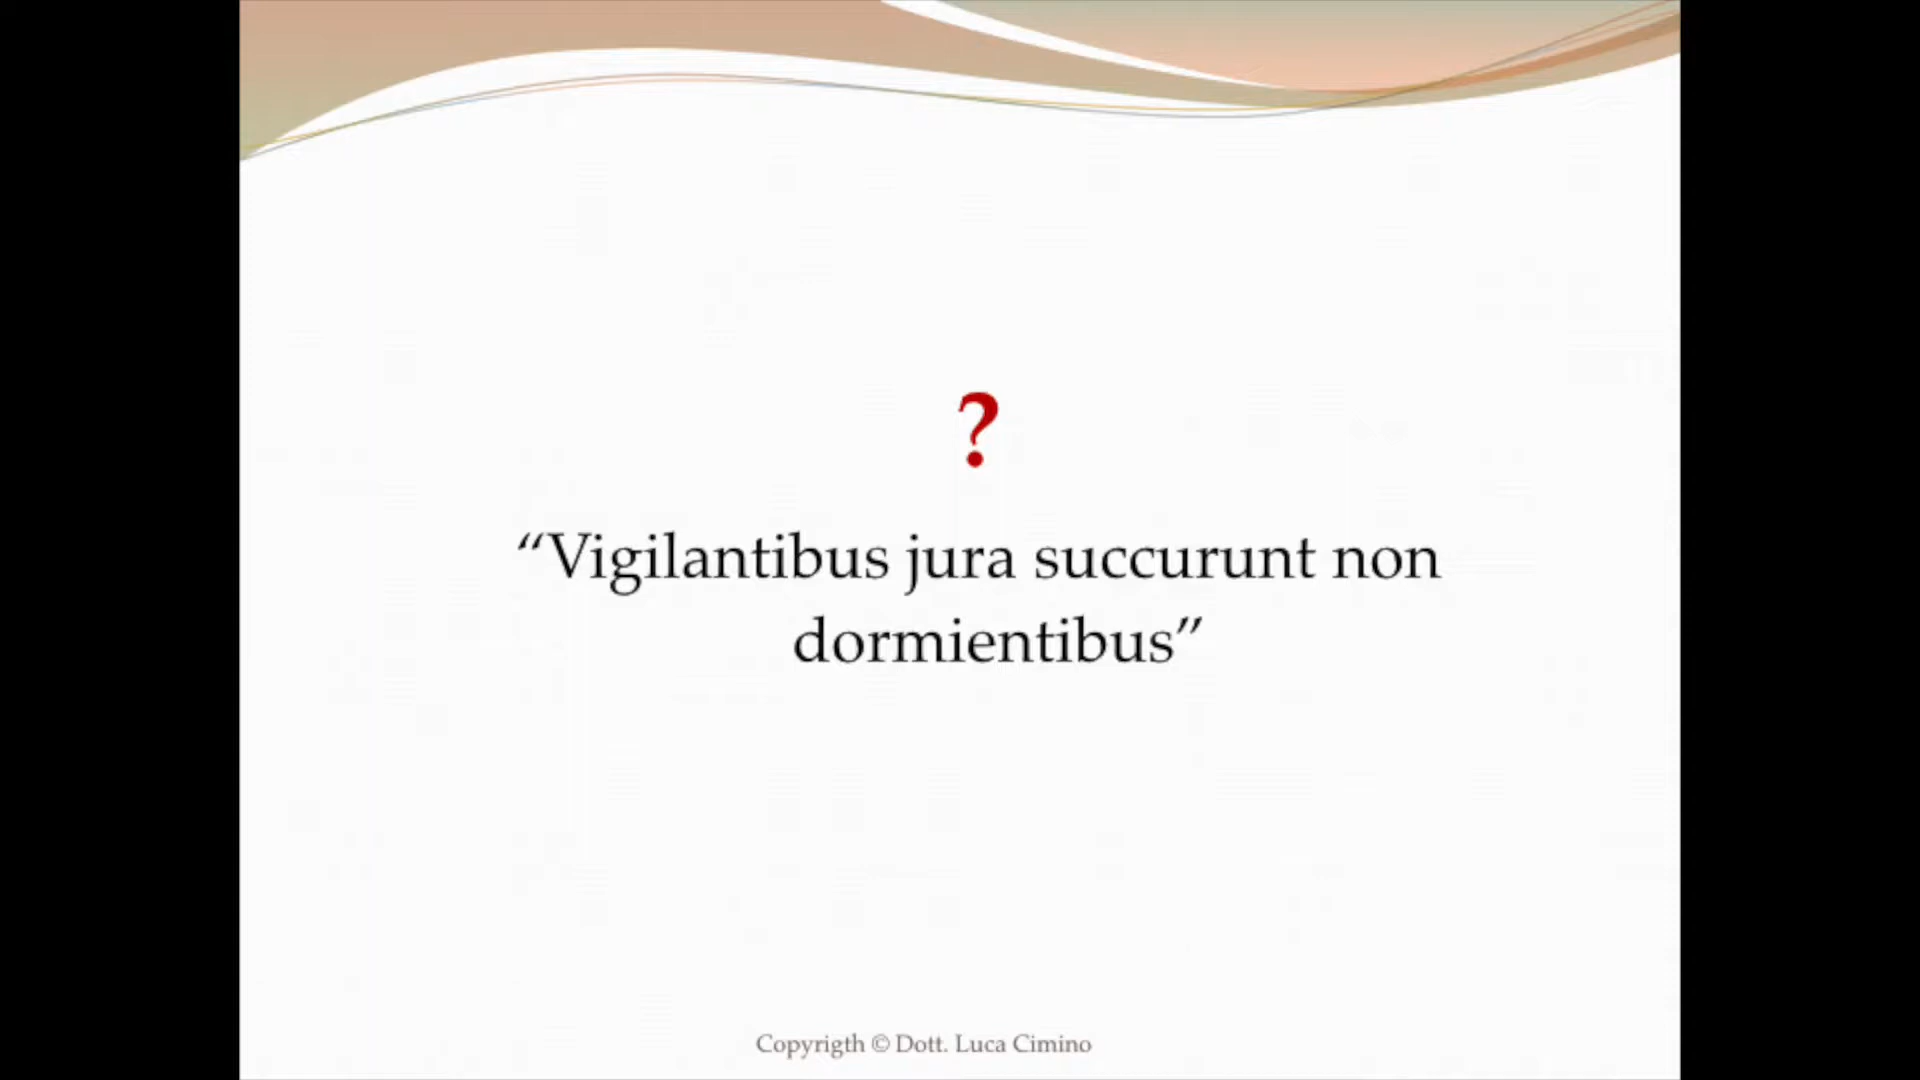 ?
“Vigilantibus jura succurunt non
dormientibus”
Copyrigth © Dott. Luca Cimino